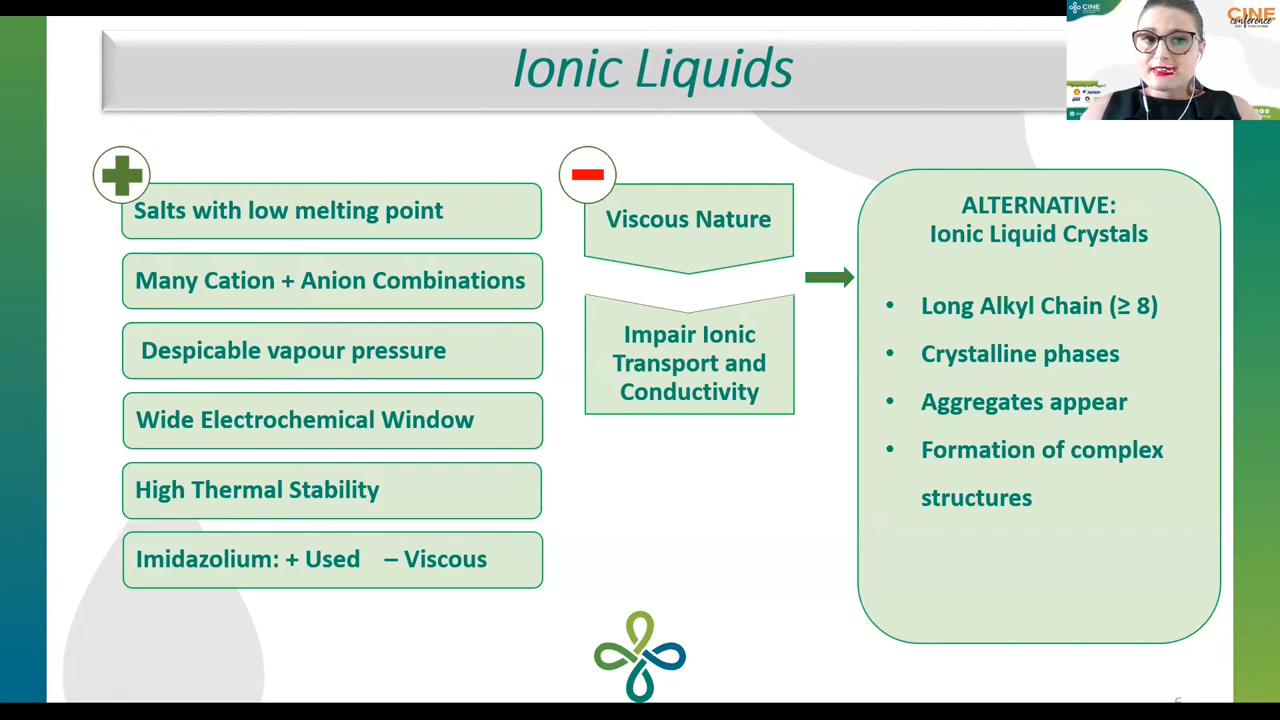 Ionic Liquids
CINE
CINE
conference
Salts with low melting point
Many Cation + Anion Combinations
Despicable vapour pressure
Wide Electrochemical Window
High Thermal Stability
Imidazolium: + Used – Viscous
Viscous Nature
Impair Ionic
Transport and
Conductivity
ALTERNATIVE:
Ionic Liquid Crystals
• Long Alkyl Chain (≥ 8)
• Crystalline phases
• Aggregates appear
• Formation of complex
structures